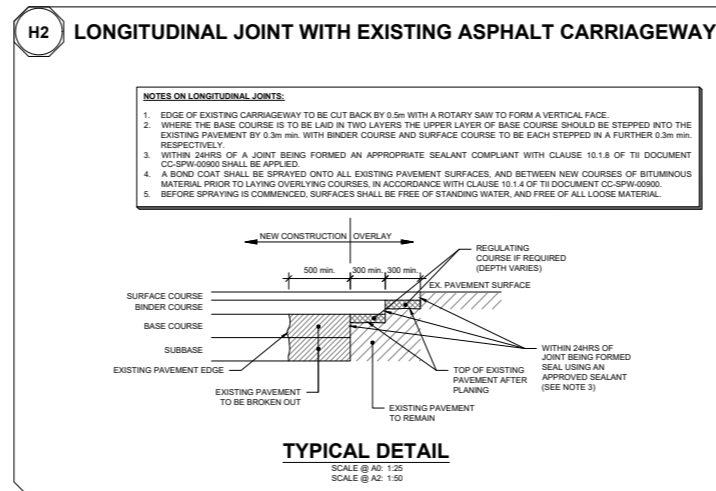 H2
LONGITUDINAL JOINT WITH EXISTING ASPHALT CARRIAGEWAY
NOTES ON LONGITUDINAL JOINTS:
1. EDGE OF EXISTING CARRIAGEWAY TO BE CUT BACK BY 0.5m WITH A ROTARY SAW TO FORM A VERTICAL FACE.
2. WHERE THE BASE COURSE IS TO BE LAID IN TWO LAYERS THE UPPER LAYER OF BASE COURSE SHOULD BE STEPPED INTO THE
EXISTING PAVEMENT BY 0.3m min. WITH BINDER COURSE AND SURFACE COURSE TO BE EACH STEPPED IN A FURTHER 0.3m min.
RESPECTIVELY.
3. WITHIN 24HRS OF A JOINT BEING FORMED AN APPROPRIATE SEALANT COMPLIANT WITH CLAUSE 10.1.8 OF TII DOCUMENT
CC-SPW-00900 SHALL BE APPLIED.
4. A BOND COAT SHALL BE SPRAYED ONTO ALL EXISTING PAVEMENT SURFACES, AND BETWEEN NEW COURSES OF BITUMINOUS
MATERIAL PRIOR TO LAYING OVERLYING COURSES, IN ACCORDANCE WITH CLAUSE 10.1.4 OF TII DOCUMENT CC-SPW-00900.
5. BEFORE SPRAYING IS COMMENCED, SURFACES SHALL BE FREE OF STANDING WATER, AND FREE OF ALL LOOSE MATERIAL.
NEW CONSTRUCTION
OVERLAY
500 min.
300 min.
300 min.
REGULATING
COURSE IF REQUIRED
(DEPTH VARIES)
EX. PAVEMENT SURFACE
SURFACE COURSE
BINDER COURSE
BASE COURSE
SUBBASE
EXISTING PAVEMENT EDGE
EXISTING PAVEMENT
TO BE BROKEN OUT
EXISTING PAVEMENT
TO REMAIN
TOP OF EXISTING
PAVEMENT AFTER
PLANING
WITHIN 24HRS OF
JOINT BEING FORMED
SEAL USING AN
APPROVED SEALANT
(SEE NOTE 3)
TYPICAL DETAIL
SCALE @ A0: 1:25
SCALE @ A2: 1:50